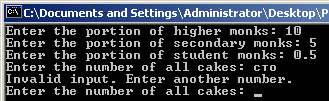 C:\Documents and Settings\Administrator\Desktop\P
Enter the portion of higher monks: 10
Enter the portion of secondary monks: 5
Enter the portion of student monks: 0.5
Enter the number of all cakes: сто
Invalid input. Enter another number.
Enter the number of all cakes: _